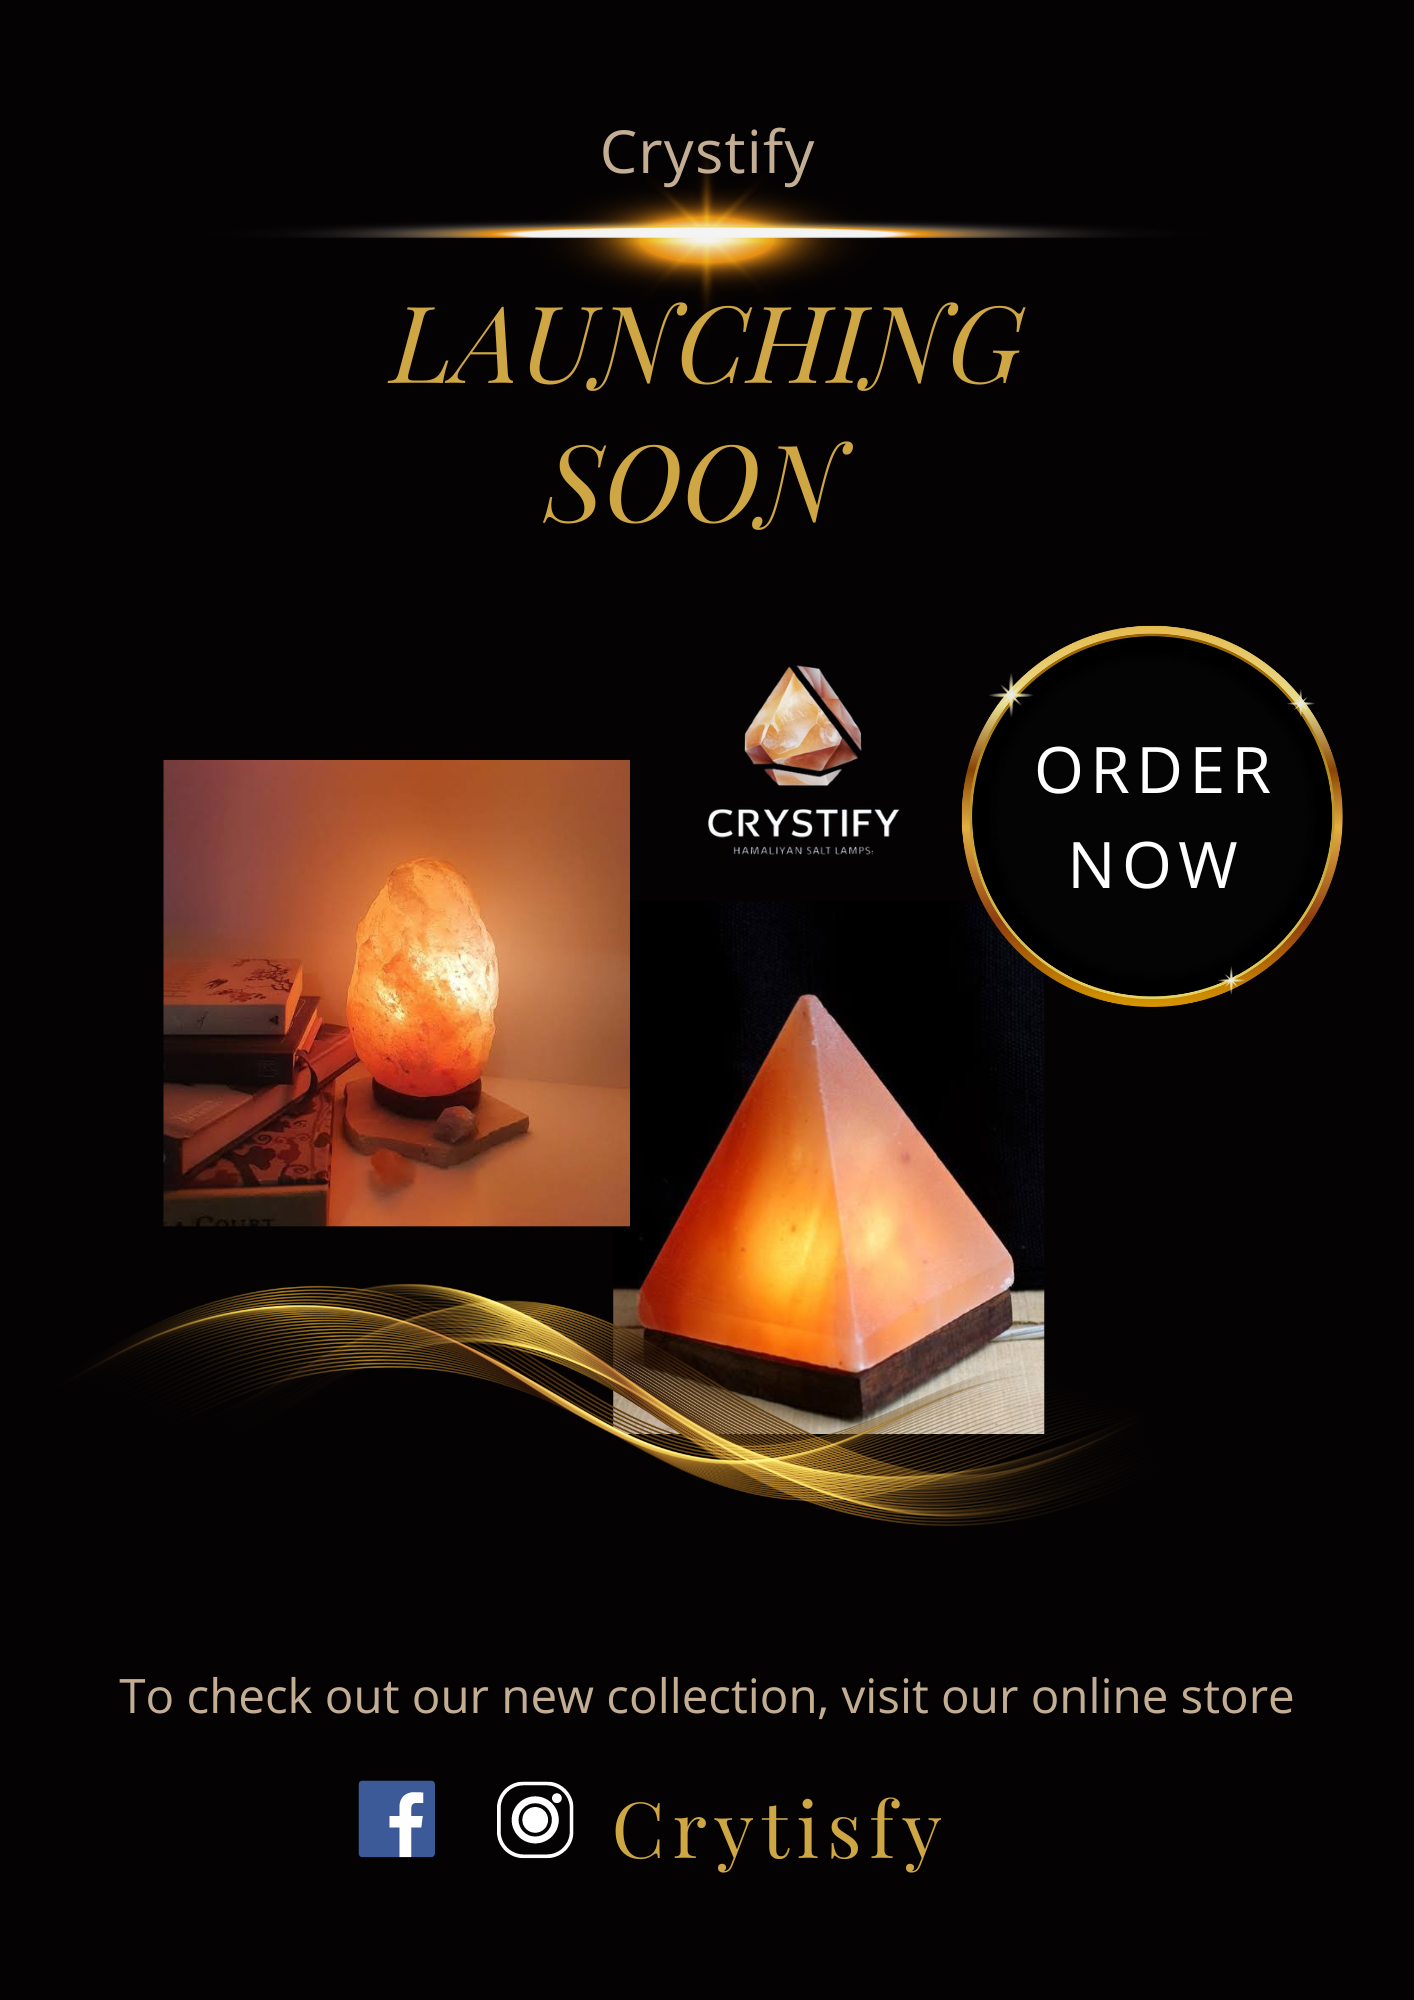 Crystify
LAUNCHING
SOON
CRYSTIFY
HAMALIYAN SALT LAMPS:
ORDER
NOW
A COURT
To check out our new collection, visit our online store
Crytisfy